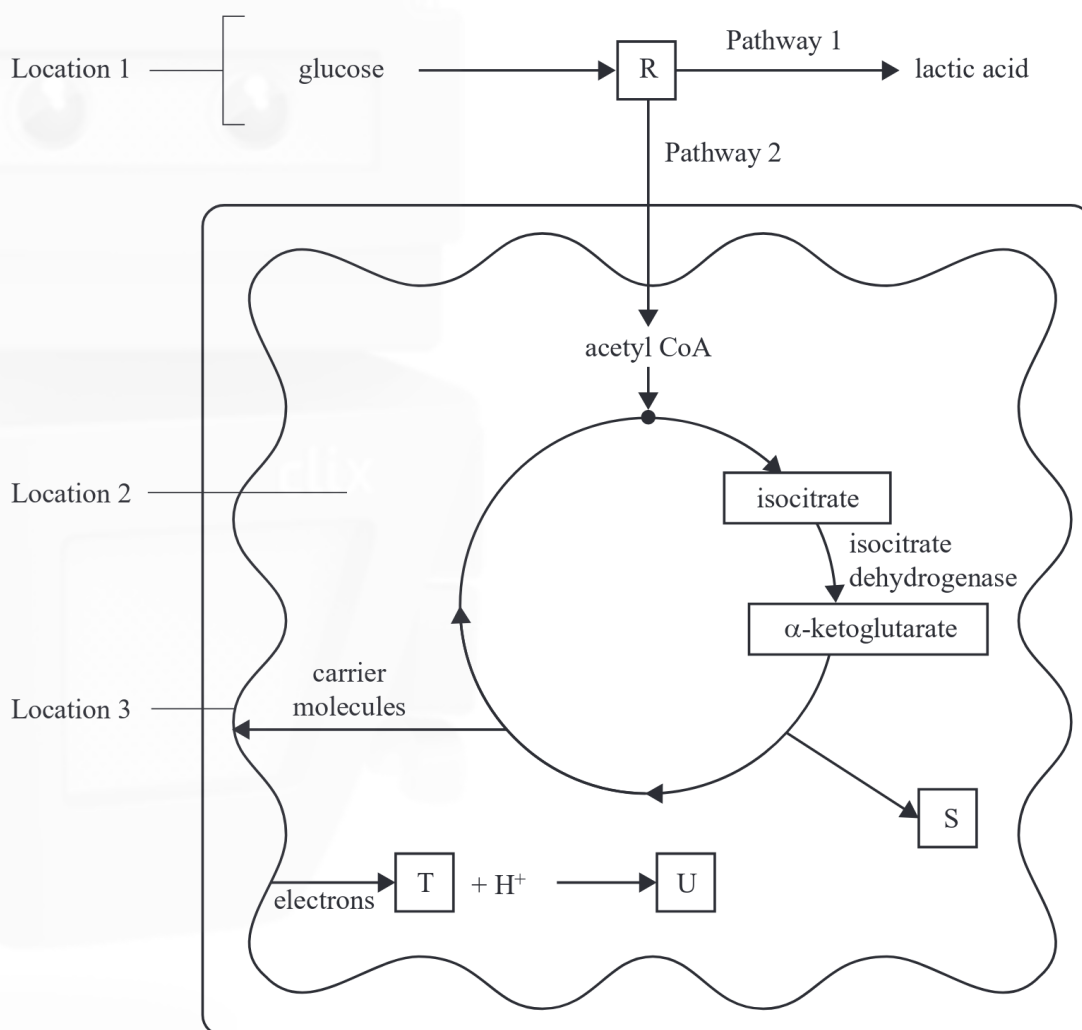 Location 1
glucose
R
Pathway 1
lactic acid
Pathway 2
acetyl CoA
Location 2
clix
isocitrate
isocitrate
dehydrogenase
α-ketoglutarate
carrier
molecules
Location 3
S
electrons
T
+ H⁺
U